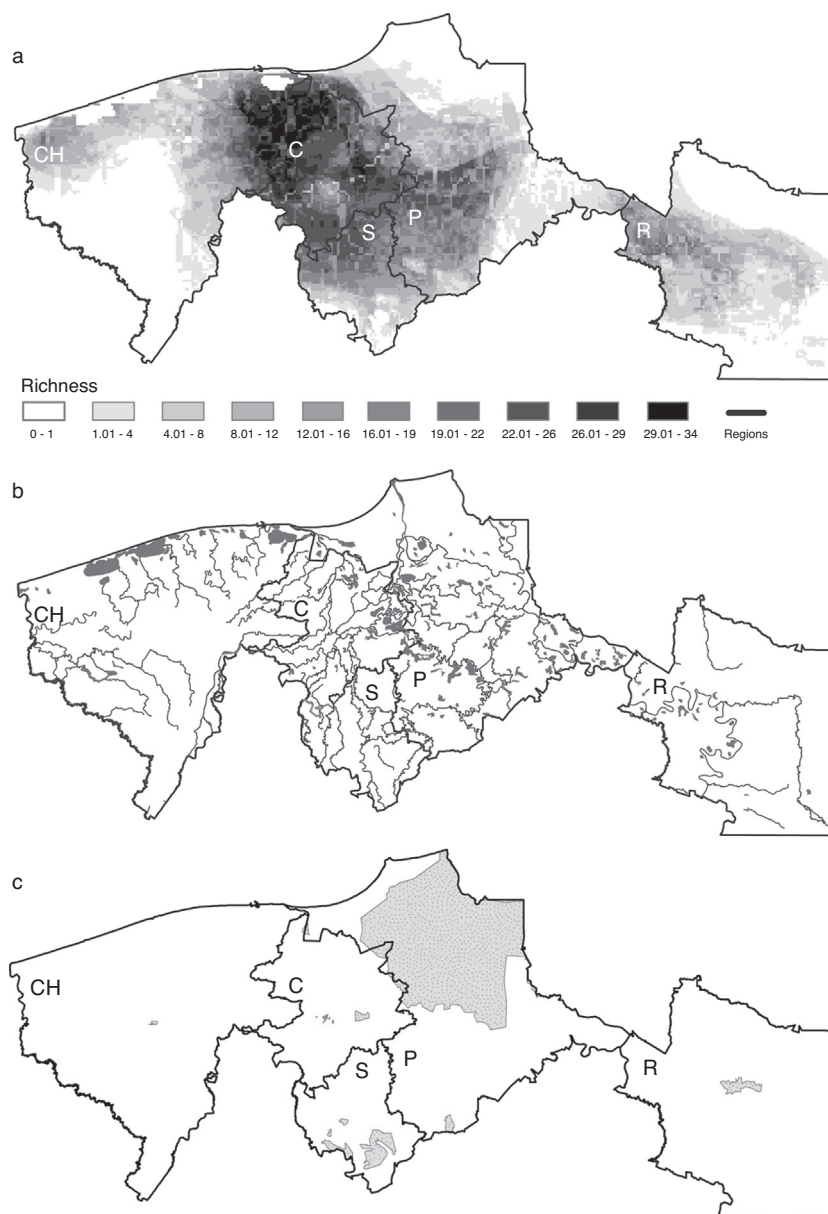 a
CH
C
S
P
R
Richness
0 - 1
1.01 - 4
4.01 - 8
8.01 - 12
12.01 - 16
16.01 - 19
19.01 - 22
22.01 - 26
26.01 - 29
29.01 - 34
Regions
b
CH
C
S
P
R
c
CH
C
S
P
R